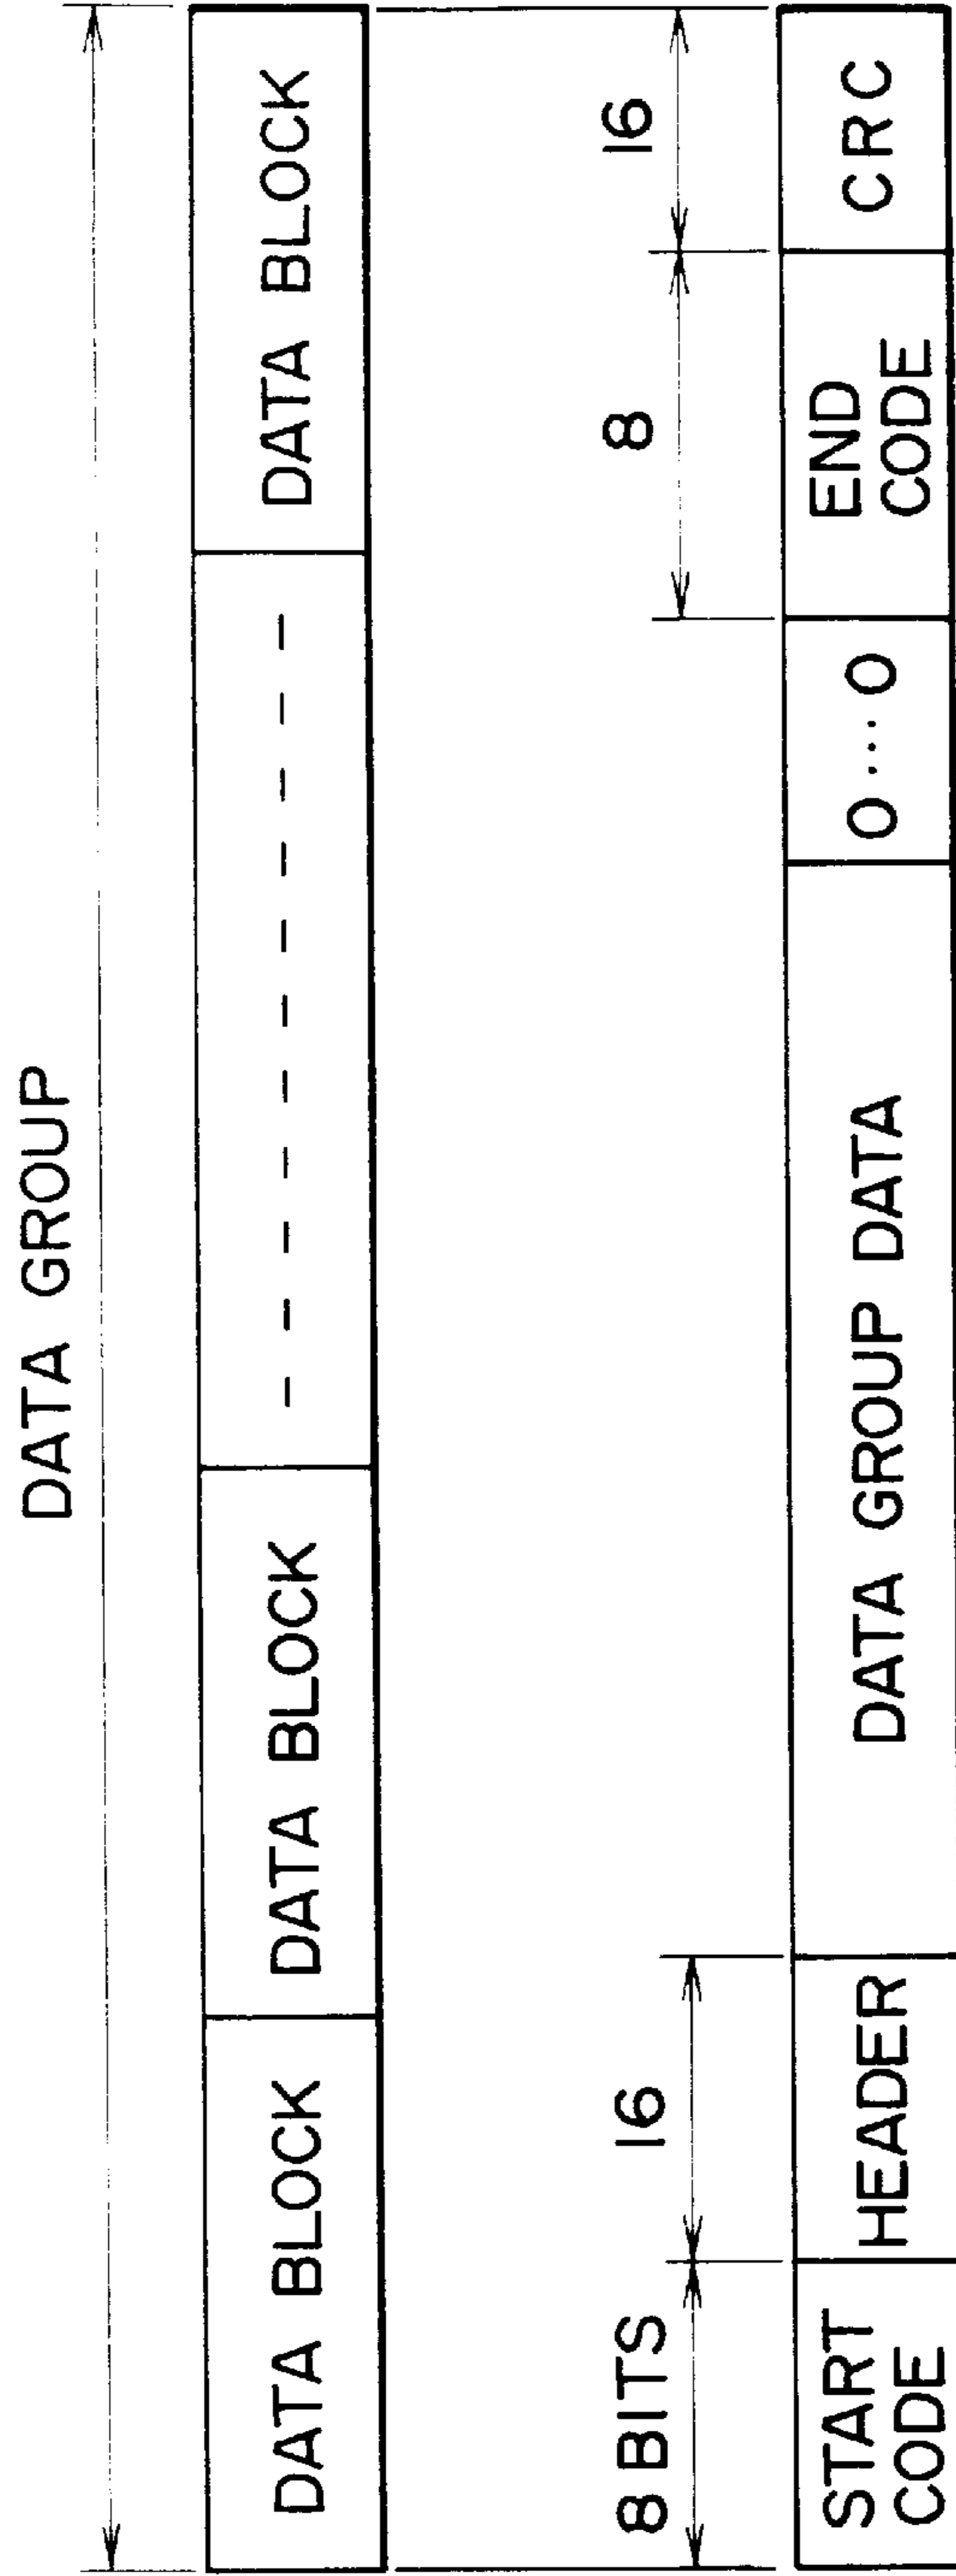 DATA GROUP
DATA BLOCK DATA BLOCK DATA BLOCK
8 BITS 16 8 16
START CODE HEADER DATA GROUP DATA 0...0 END CODE CRC